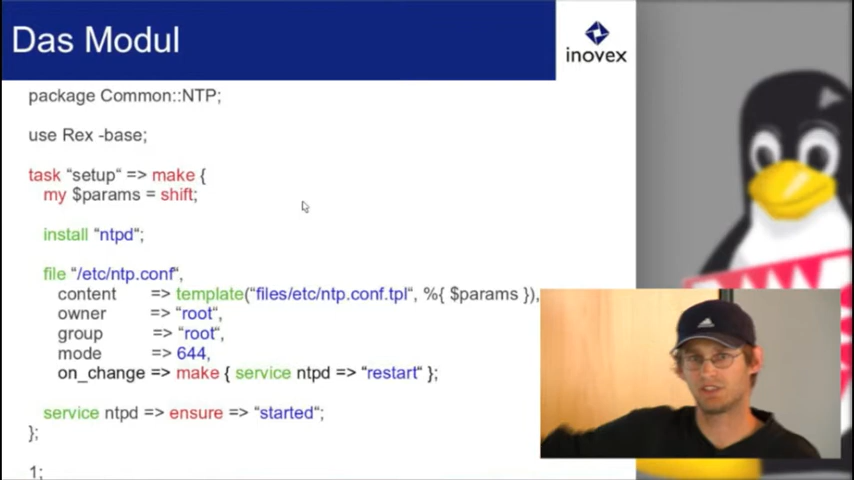 Das Modul
inovex
package Common::NTP;
use Rex -base;
task “setup“ => make {
my $params = shift;
install “ntpd“;
file “/etc/ntp.conf“,
content => template(“files/etc/ntp.conf.tpl“, %{ $params }),
owner => “root“,
group => “root“,
mode => 644,
on_change => make { service ntpd => “restart“ };
service ntpd => ensure => “started“;
};
1;